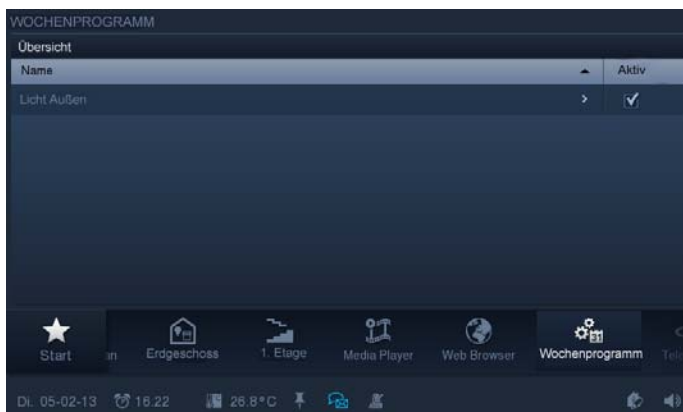 WOCHENPROGRAMM
Übersicht
Name Aktiv
Licht Außen
Start Erdgeschoss 1. Etage Media Player Web Browser Wochenprogramm
Di. 05-02-13 16.22 26.8°C